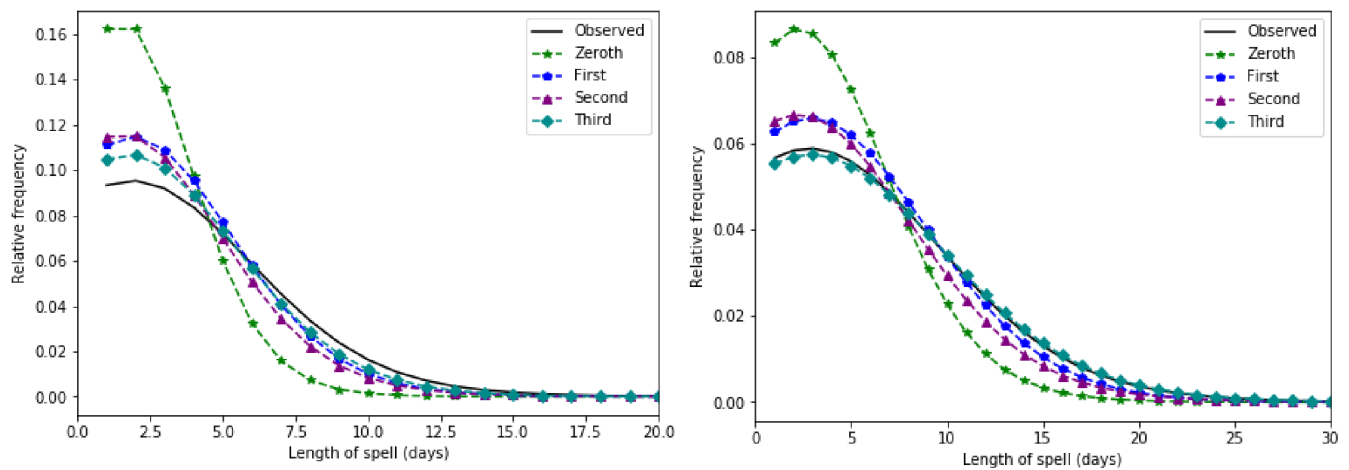 0.16
0.14
0.12
0.10
0.08
0.06
0.04
0.02
0.00
Relative frequency
0.0 2.5 5.0 7.5 10.0 12.5 15.0 17.5 20.0
Length of spell (days)
Observed
Zeroth
First
Second
Third
0.08
0.06
0.04
0.02
0.00
Relative frequency
0 5 10 15 20 25 30
Length of spell (days)
Observed
Zeroth
First
Second
Third